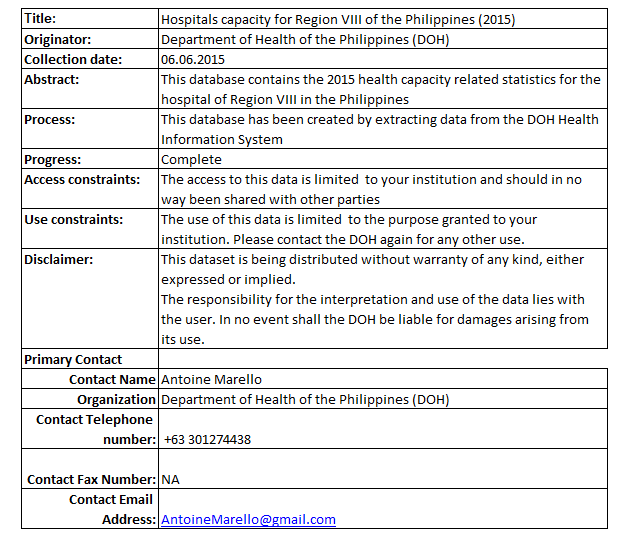 Title: Hospitals capacity for Region VIII of the Philippines (2015)
Originator: Department of Health of the Philippines (DOH)
Collection date: 06.06.2015
Abstract: This database contains the 2015 health capacity related statistics for the
hospital of Region VIII in the Philippines
Process: This database has been created by extracting data from the DOH Health
Information System
Progress: Complete
Access constraints: The access to this data is limited  to your institution and should in no
way been shared with other parties
Use constraints: The use of this data is limited  to the purpose granted to your
institution. Please contact the DOH again for any other use.
Disclaimer: This dataset is being distributed without warranty of any kind, either
expressed or implied.
The responsibility for the interpretation and use of the data lies with
the user. In no event shall the DOH be liable for damages arising from
its use.
Primary Contact
Contact Name Antoine Marello
Organization Department of Health of the Philippines (DOH)
Contact Telephone
number: +63 301274438
Contact Fax Number: NA
Contact Email
Address: AntoineMarello@gmail.com